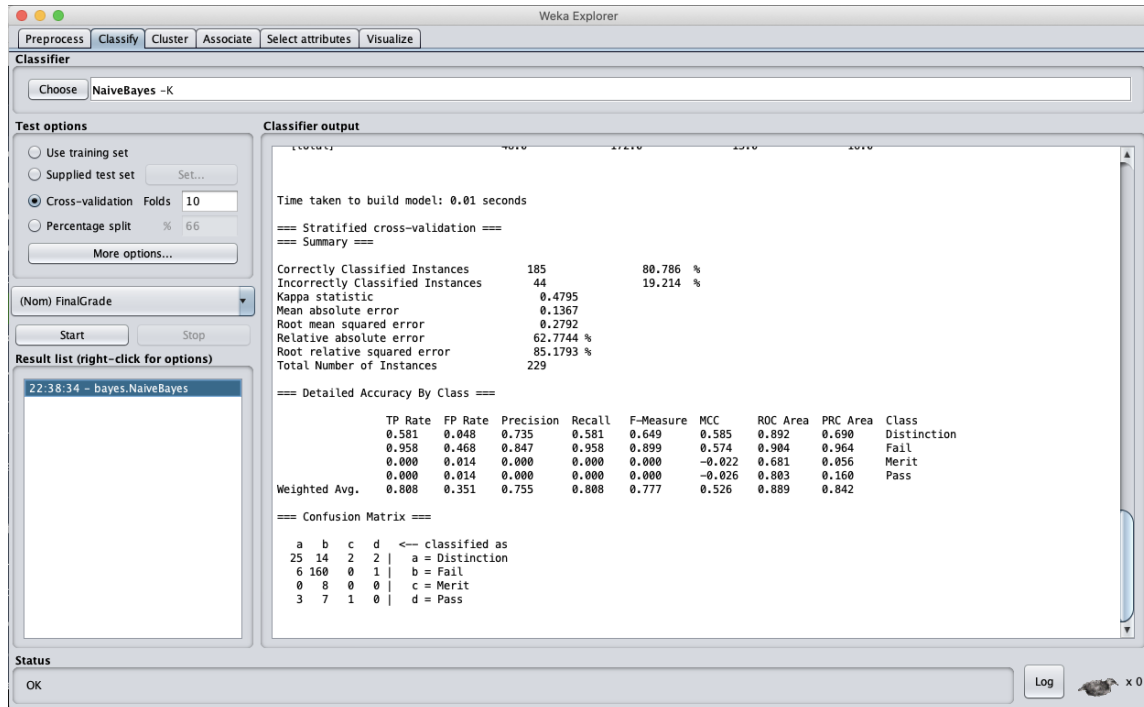 Weka Explorer
Preprocess Classify Cluster Associate Select attributes Visualize
Classifier
Choose NaiveBayes -K
Test options
Use training set
Supplied test set Set...
Cross-validation Folds 10
Percentage split % 66
More options...
(Nom) FinalGrade
Start Stop
Result list (right-click for options)
22:38:34 - bayes.NaiveBayes
Classifier output
Time taken to build model: 0.01 seconds
=== Stratified cross-validation ===
=== Summary ===
Correctly Classified Instances 185 80.786 %
Incorrectly Classified Instances 44 19.214 %
Kappa statistic 0.4795
Mean absolute error 0.1367
Root mean squared error 0.2792
Relative absolute error 62.7744 %
Root relative squared error 85.1793 %
Total Number of Instances 229
=== Detailed Accuracy By Class ===
TP Rate FP Rate Precision Recall F-Measure MCC ROC Area PRC Area Class
0.581 0.048 0.735 0.581 0.649 0.585 0.892 0.690 Distinction
0.958 0.468 0.847 0.958 0.899 0.574 0.904 0.964 Fail
0.000 0.014 0.000 0.000 0.000 -0.022 0.681 0.056 Merit
0.000 0.014 0.000 0.000 0.000 -0.026 0.803 0.160 Pass
Weighted Avg. 0.808 0.351 0.755 0.808 0.777 0.526 0.889 0.842
=== Confusion Matrix ===
a b c d <-- classified as
25 14 2 2 | a = Distinction
6 160 0 1 | b = Fail
0 8 0 0 | c = Merit
3 7 1 0 | d = Pass
Status
OK
Log
x 0